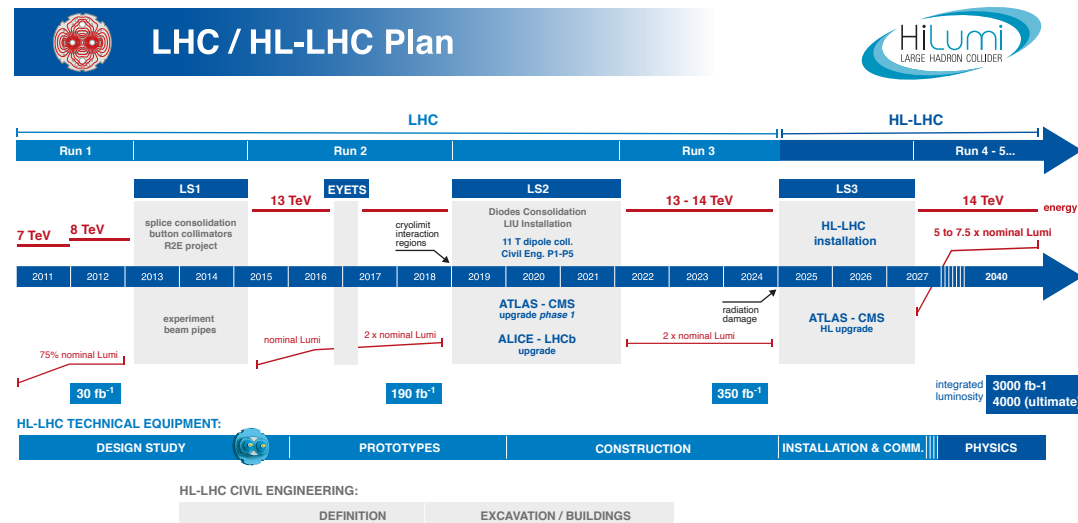 LHC / HL-LHC Plan
HiLumi
LARGE HADRON COLLIDER
LHC
HL-LHC
Run 1
Run 2
Run 3
Run 4 - 5...
LS1
EYETS
LS2
LS3
7 TeV
8 TeV
13 TeV
13 - 14 TeV
14 TeV
energy
splice consolidation
button collimators
R2E project
cryolimit
interaction
regions
Diodes Consolidation
LIU Installation
11 T dipole coll.
Civil Eng. P1-P5
HL-LHC
installation
5 to 7.5 x nominal Lumi
2011 2012 2013 2014 2015 2016 2017 2018 2019 2020 2021 2022 2023 2024 2025 2026 2027 2040
experiment
beam pipes
ATLAS - CMS
upgrade phase 1
ALICE - LHCb
upgrade
radiation
damage
ATLAS - CMS
HL upgrade
75% nominal Lumi
nominal Lumi
2 x nominal Lumi
2 x nominal Lumi
30 fb-1
190 fb-1
350 fb-1
integrated
luminosity
3000 fb-1
4000 (ultimate)
HL-LHC TECHNICAL EQUIPMENT:
DESIGN STUDY
PROTOTYPES
CONSTRUCTION
INSTALLATION & COMM.
PHYSICS
HL-LHC CIVIL ENGINEERING:
DEFINITION
EXCAVATION / BUILDINGS